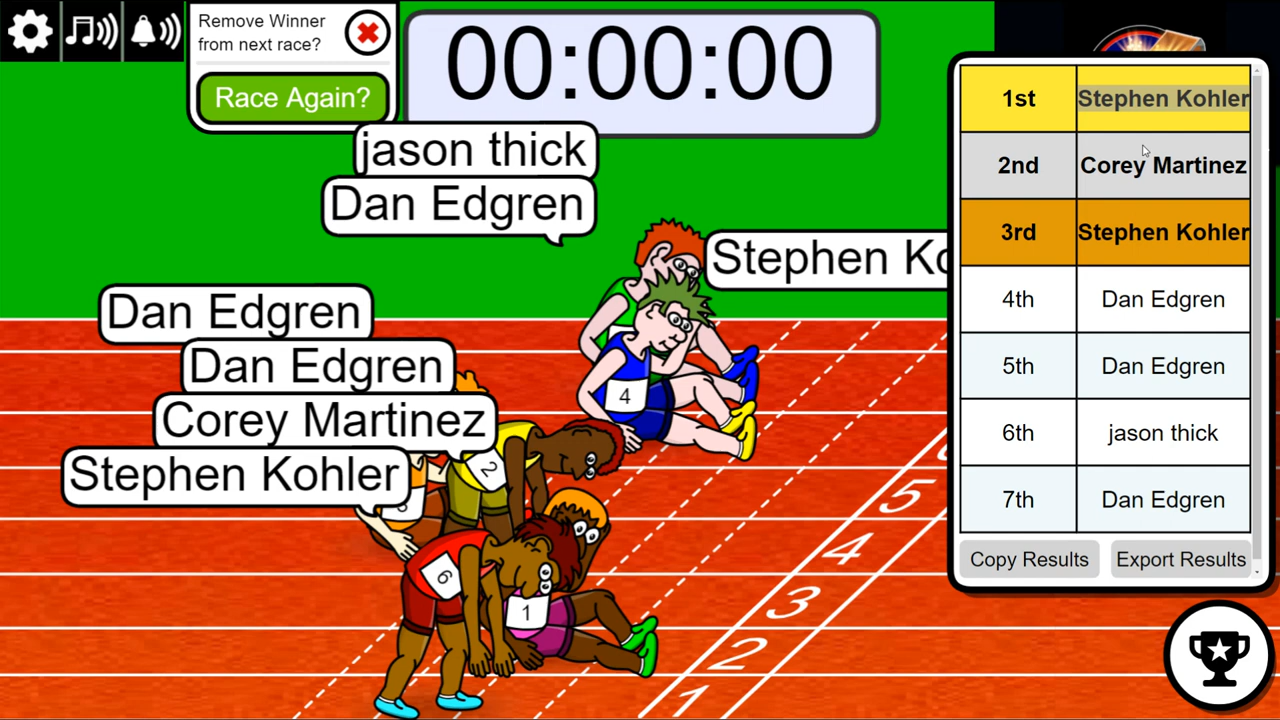 Remove Winner
from next race?
Race Again?
00:00:00
jason thick
Dan Edgren
Stephen Ko
Dan Edgren
Dan Edgren
Corey Martinez
Stephen Kohler
4
2
6
1
5
4
3
2
1
1st Stephen Kohler
2nd Corey Martinez
3rd Stephen Kohler
4th Dan Edgren
5th Dan Edgren
6th jason thick
7th Dan Edgren
Copy Results Export Results